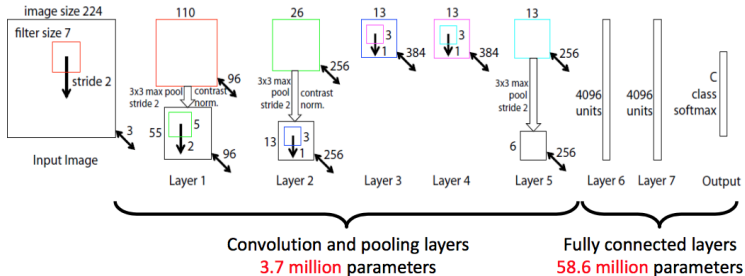 image size 224
filter size 7
stride 2
3
Input Image
110
96
3x3 max pool
stride 2
contrast
norm.
55
5
2
96
Layer 1
26
256
3x3 max
pool
stride 2
contrast
norm.
13
3
1
256
Layer 2
13
3
1
384
Layer 3
13
3
1
384
Layer 4
13
256
3x3 max
pool
stride 2
6
256
Layer 5
4096
units
Layer 6
4096
units
Layer 7
C
class
softmax
Output
Convolution and pooling layers
3.7 million parameters
Fully connected layers
58.6 million parameters